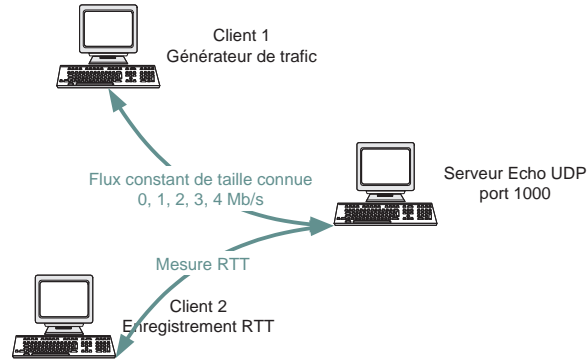 Client 1
Générateur de trafic
Flux constant de taille connue
0, 1, 2, 3, 4 Mb/s
Serveur Echo UDP
port 1000
Mesure RTT
Client 2
Enregistrement RTT